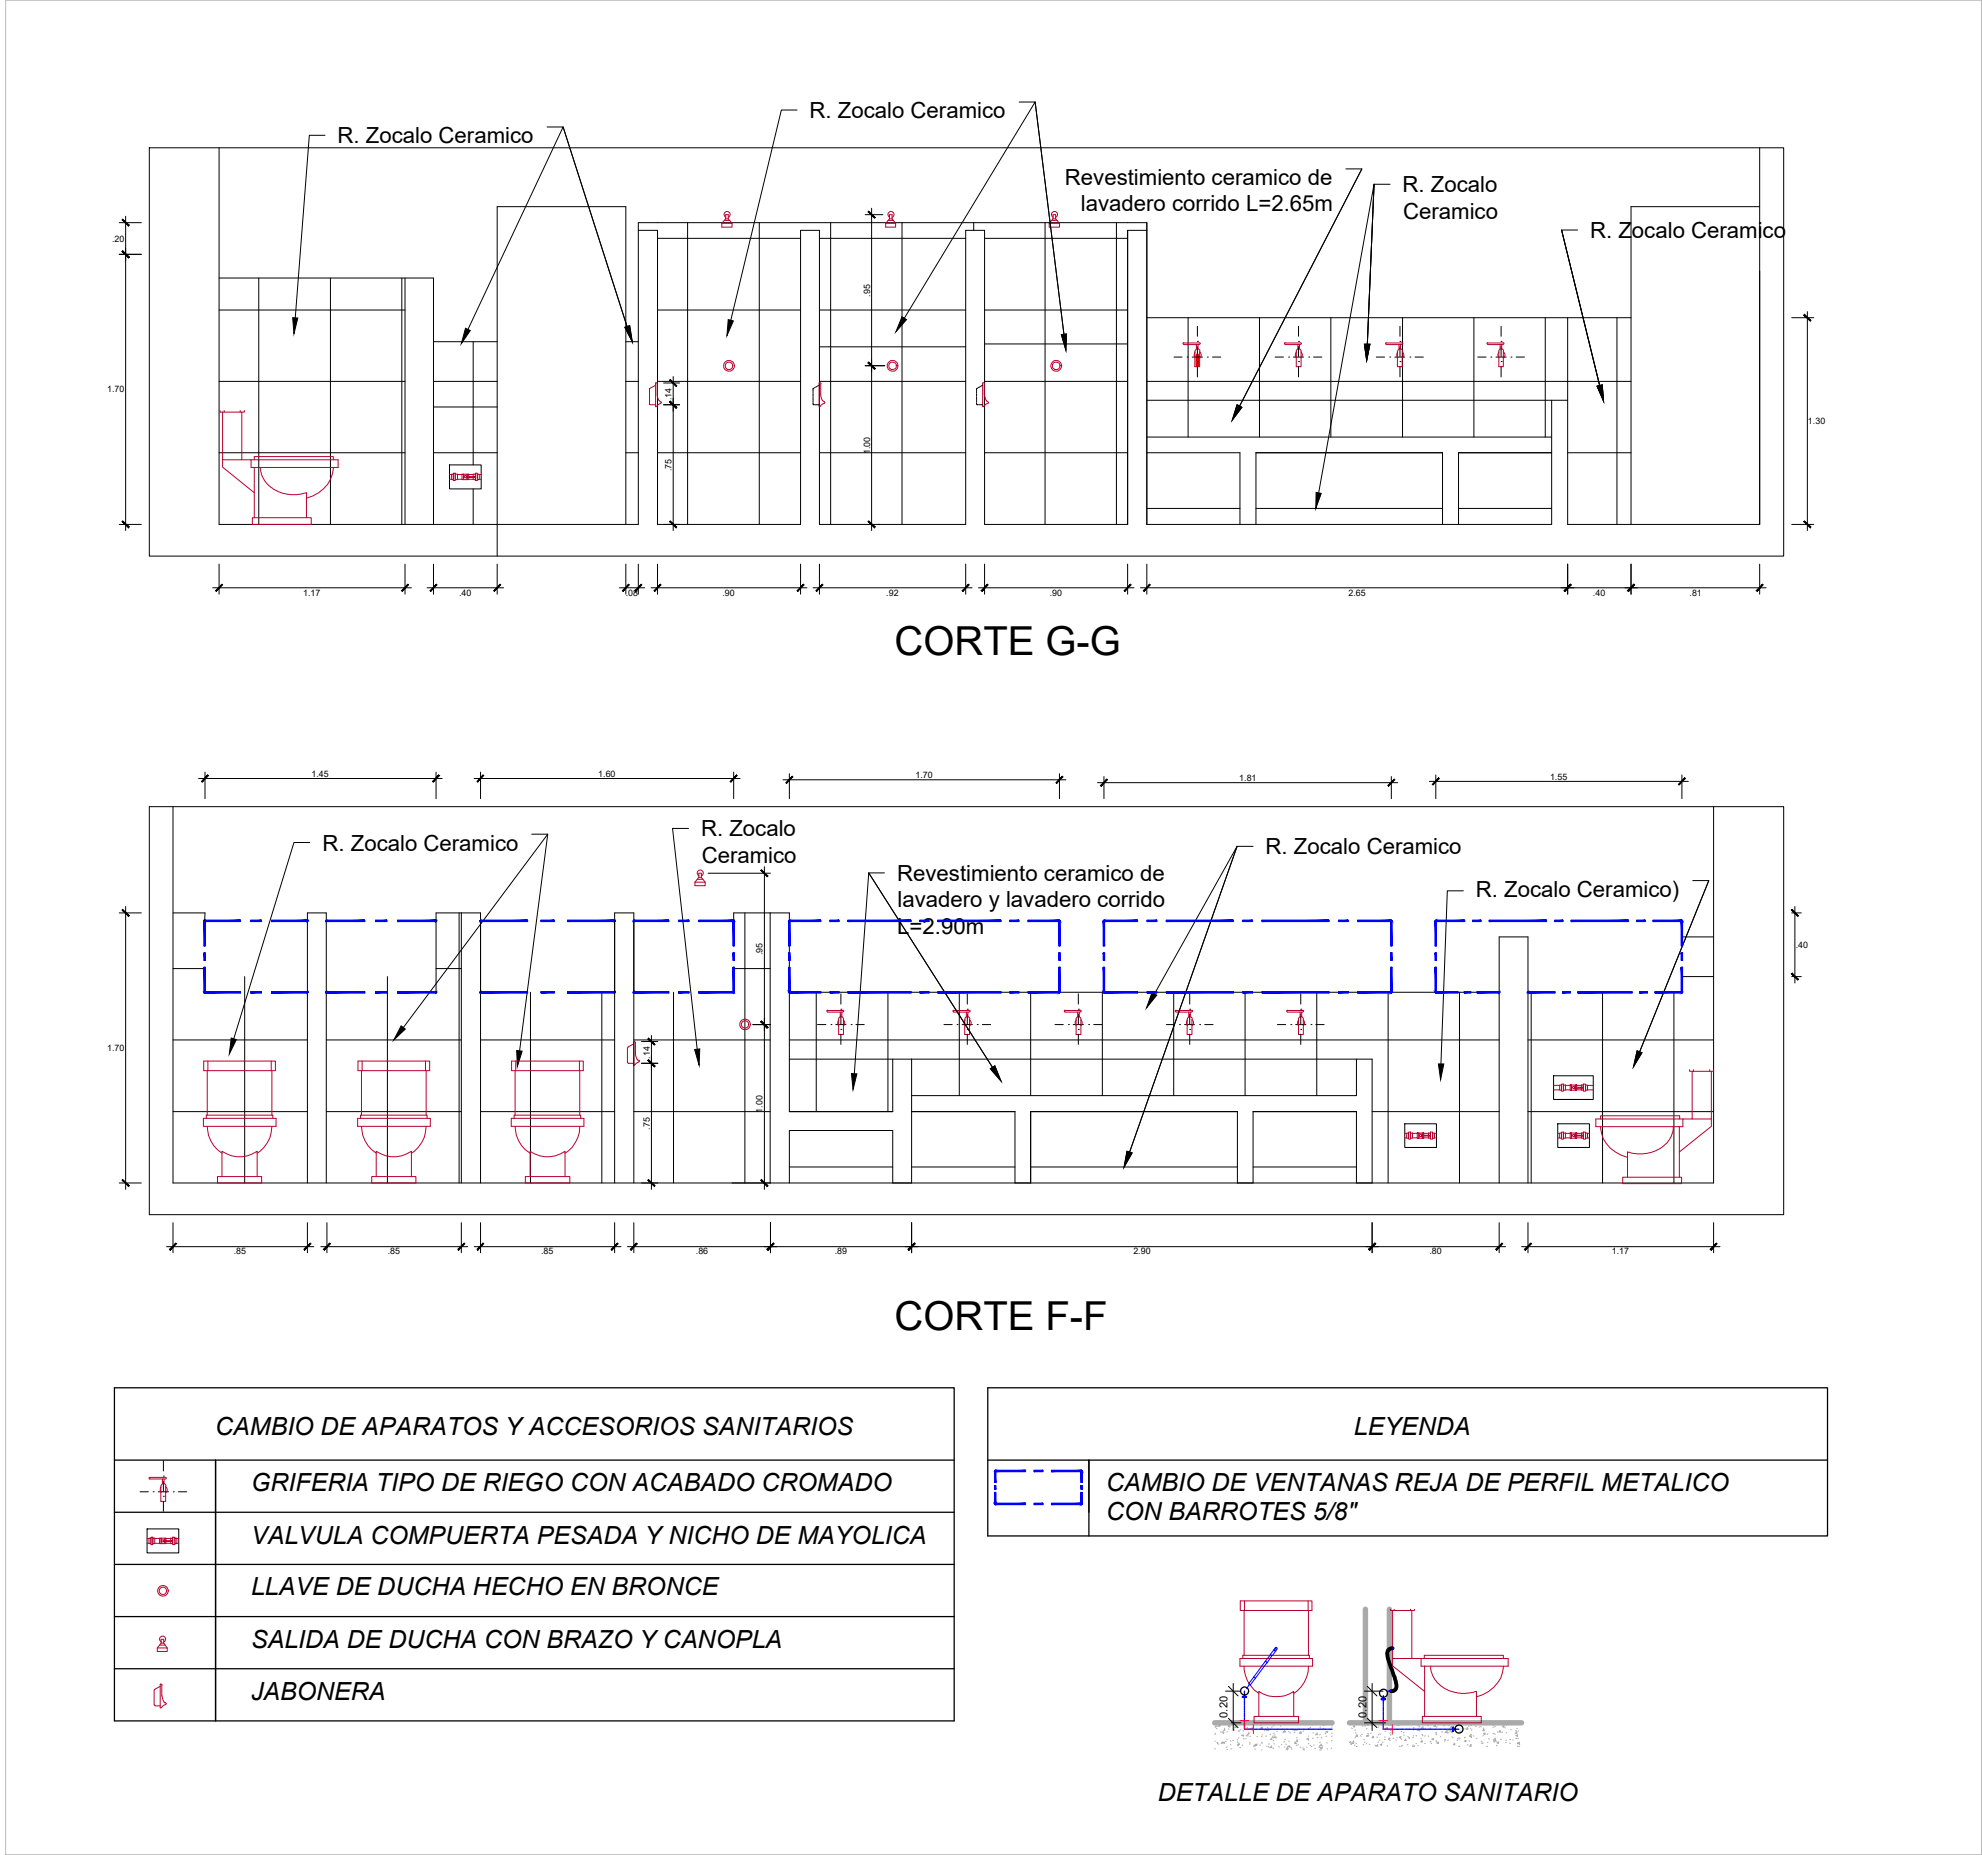 R. Zocalo Ceramico
R. Zocalo Ceramico
Revestimiento ceramico de
lavadero corrido L=2.65m
R. Zocalo
Ceramico
R. Zocalo Ceramico
.20
1.70
.95
1.00
.14
.75
1.30
1.17
.40
.08
.90
.92
.90
2.65
.40
.81
CORTE G-G
1.45
1.60
1.70
1.81
1.55
R. Zocalo Ceramico
R. Zocalo
Ceramico
Revestimiento ceramico de
lavadero y lavadero corrido
L=2.90m
R. Zocalo Ceramico
R. Zocalo Ceramico)
1.70
.95
1.00
.14
.75
.40
.85
.85
.85
.86
.89
2.90
.80
1.17
CORTE F-F
CAMBIO DE APARATOS Y ACCESORIOS SANITARIOS
GRIFERIA TIPO DE RIEGO CON ACABADO CROMADO
VALVULA COMPUERTA PESADA Y NICHO DE MAYOLICA
LLAVE DE DUCHA HECHO EN BRONCE
SALIDA DE DUCHA CON BRAZO Y CANOPLA
JABONERA
LEYENDA
CAMBIO DE VENTANAS REJA DE PERFIL METALICO
CON BARROTES 5/8"
0.20
0.20
DETALLE DE APARATO SANITARIO